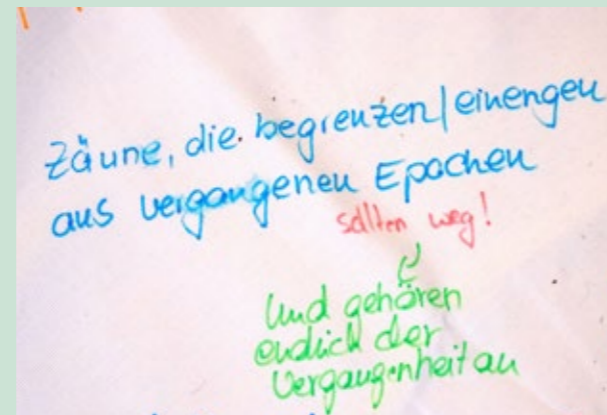 Zäune, die begrenzen/einengen
aus vergangenen Epochen
sollten weg!
Und gehören
endlich der
Vergangenheit an